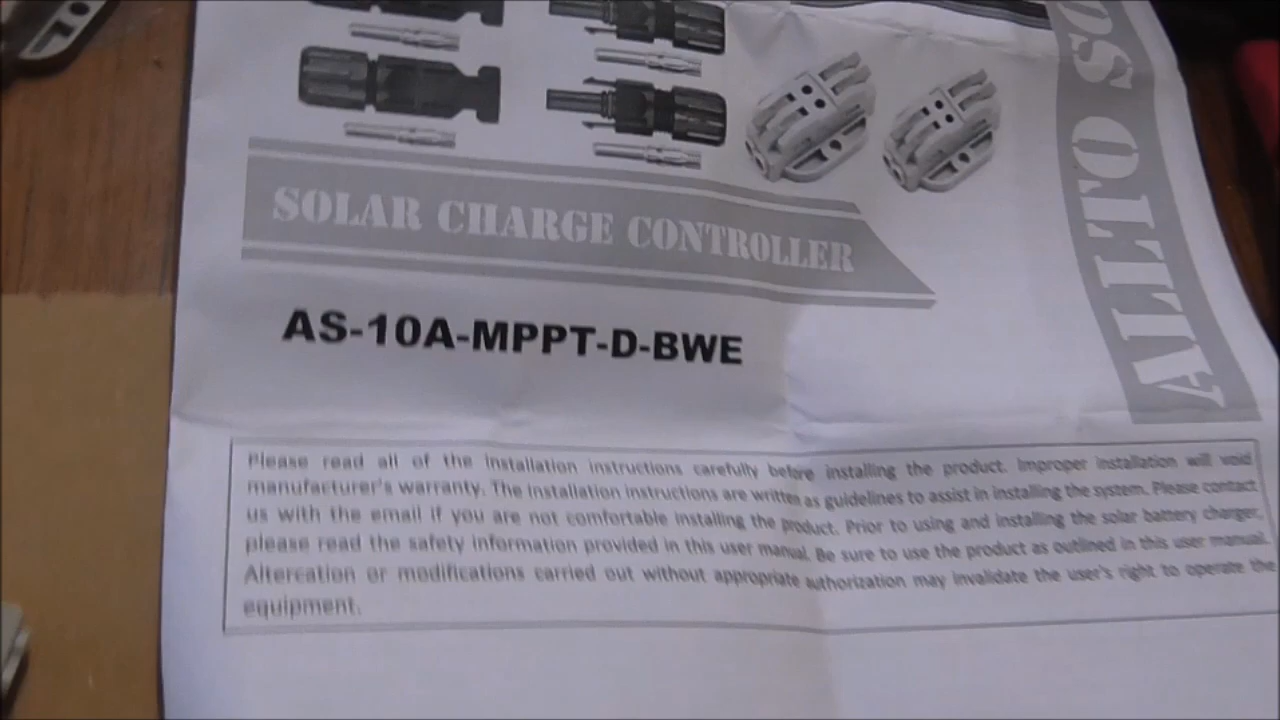 ALLTO SO
SOLAR CHARGE CONTROLLER
AS-10A-MPPT-D-BWE
Please read all of the installation instructions carefully before installing the product. Improper installation will void
manufacturer's warranty. The installation instructions are written as guidelines to assist in installing the system. Please contact
us with the email if you are not comfortable installing the product. Prior to using and installing the solar battery charger,
please read the safety information provided in this user manual. Be sure to use the product as outlined in this user manual.
Altercation or modifications carried out without appropriate authorization may invalidate the user's right to operate the
equipment.